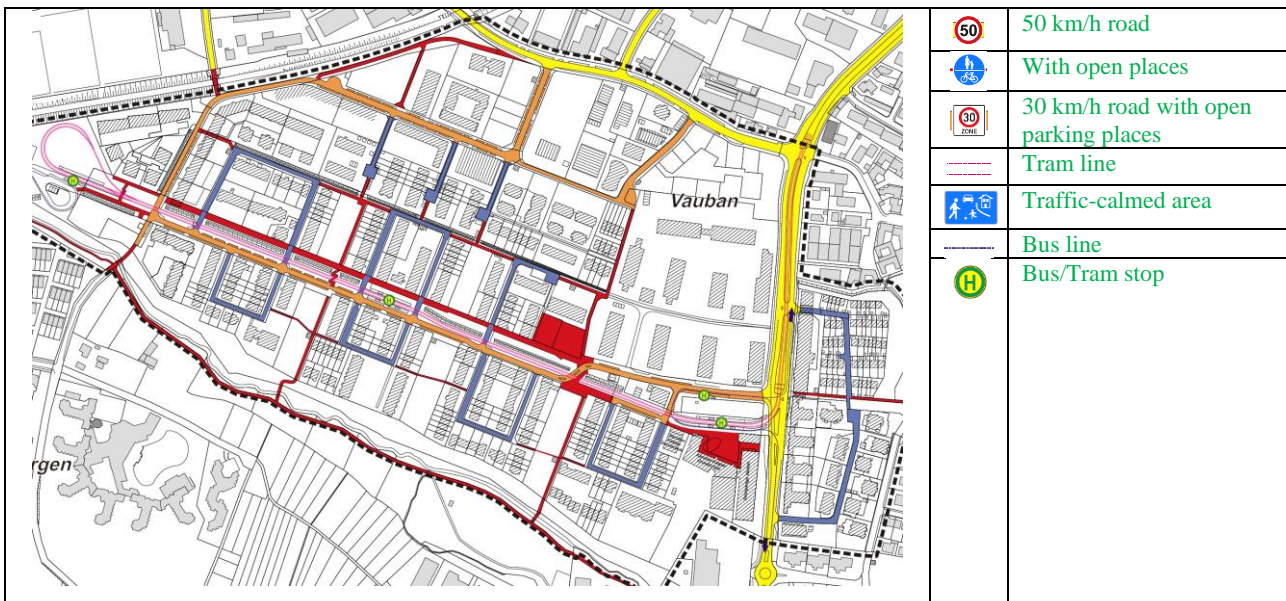 50
50 km/h road
With open places
30
ZONE
30 km/h road with open
parking places
Tram line
Traffic-calmed area
Bus line
H
Bus/Tram stop
Vauban
H
H
H
H
rgen